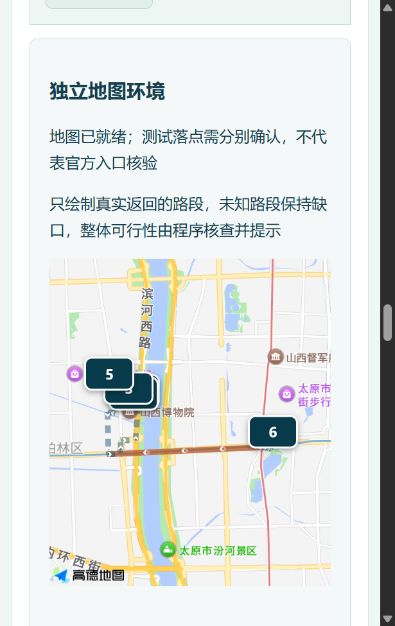 独立地图环境
地图已就绪；测试落点需分别确认，不代
表官方入口核验
只绘制真实返回的路段，未知路段保持缺
口，整体可行性由程序核查并提示
滨河西路
山西督军府
5
太原市
街步行
山西博物院
6
柏林区
太原市汾河景区
内环西街
高德地图